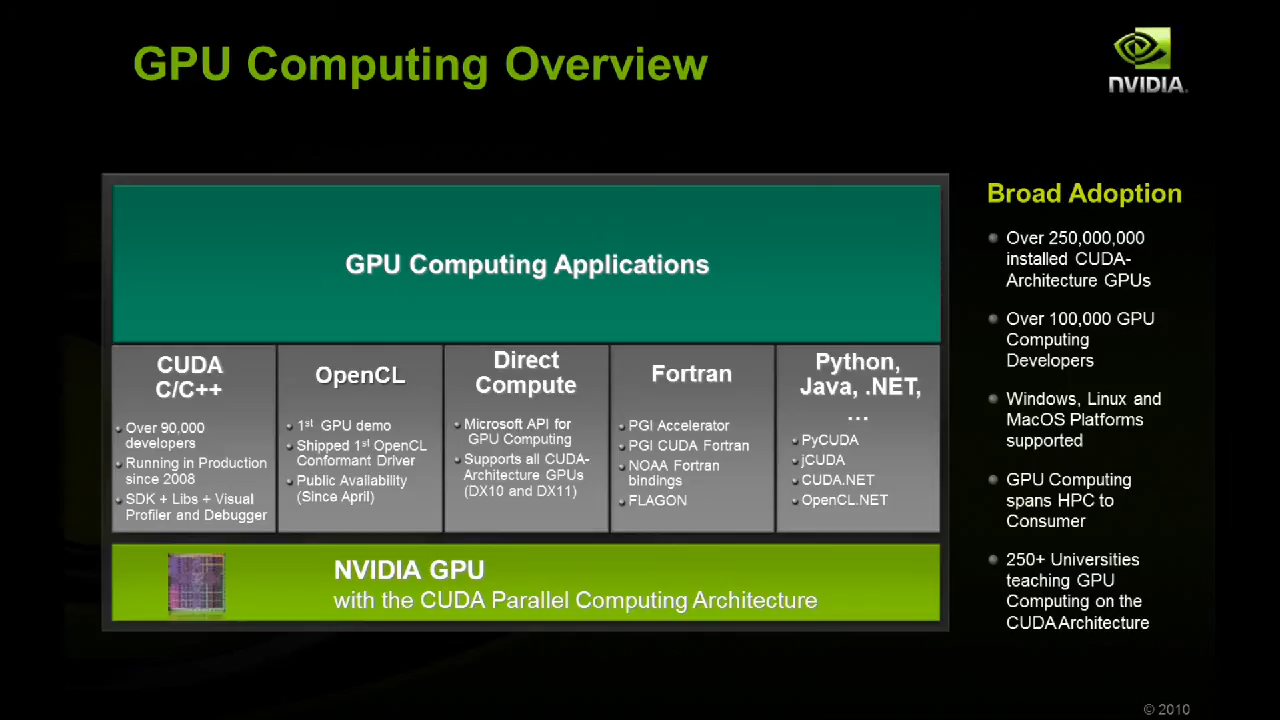 GPU Computing Overview
NVIDIA.
GPU Computing Applications
CUDA
C/C++
• Over 90,000
developers
• Running in Production
since 2008
• SDK + Libs + Visual
Profiler and Debugger
OpenCL
• 1st GPU demo
• Shipped 1st OpenCL
Conformant Driver
• Public Availability
(Since April)
Direct
Compute
• Microsoft API for
GPU Computing
• Supports all CUDA-
Architecture GPUs
(DX10 and DX11)
Fortran
• PGI Accelerator
• PGI CUDA Fortran
• NOAA Fortran
bindings
• FLAGON
Python,
Java, .NET,
...
• PyCUDA
• jCUDA
• CUDA.NET
• OpenCL.NET
NVIDIA GPU
with the CUDA Parallel Computing Architecture
Broad Adoption
• Over 250,000,000
installed CUDA-
Architecture GPUs
• Over 100,000 GPU
Computing
Developers
• Windows, Linux and
MacOS Platforms
supported
• GPU Computing
spans HPC to
Consumer
• 250+ Universities
teaching GPU
Computing on the
CUDA Architecture
© 2010